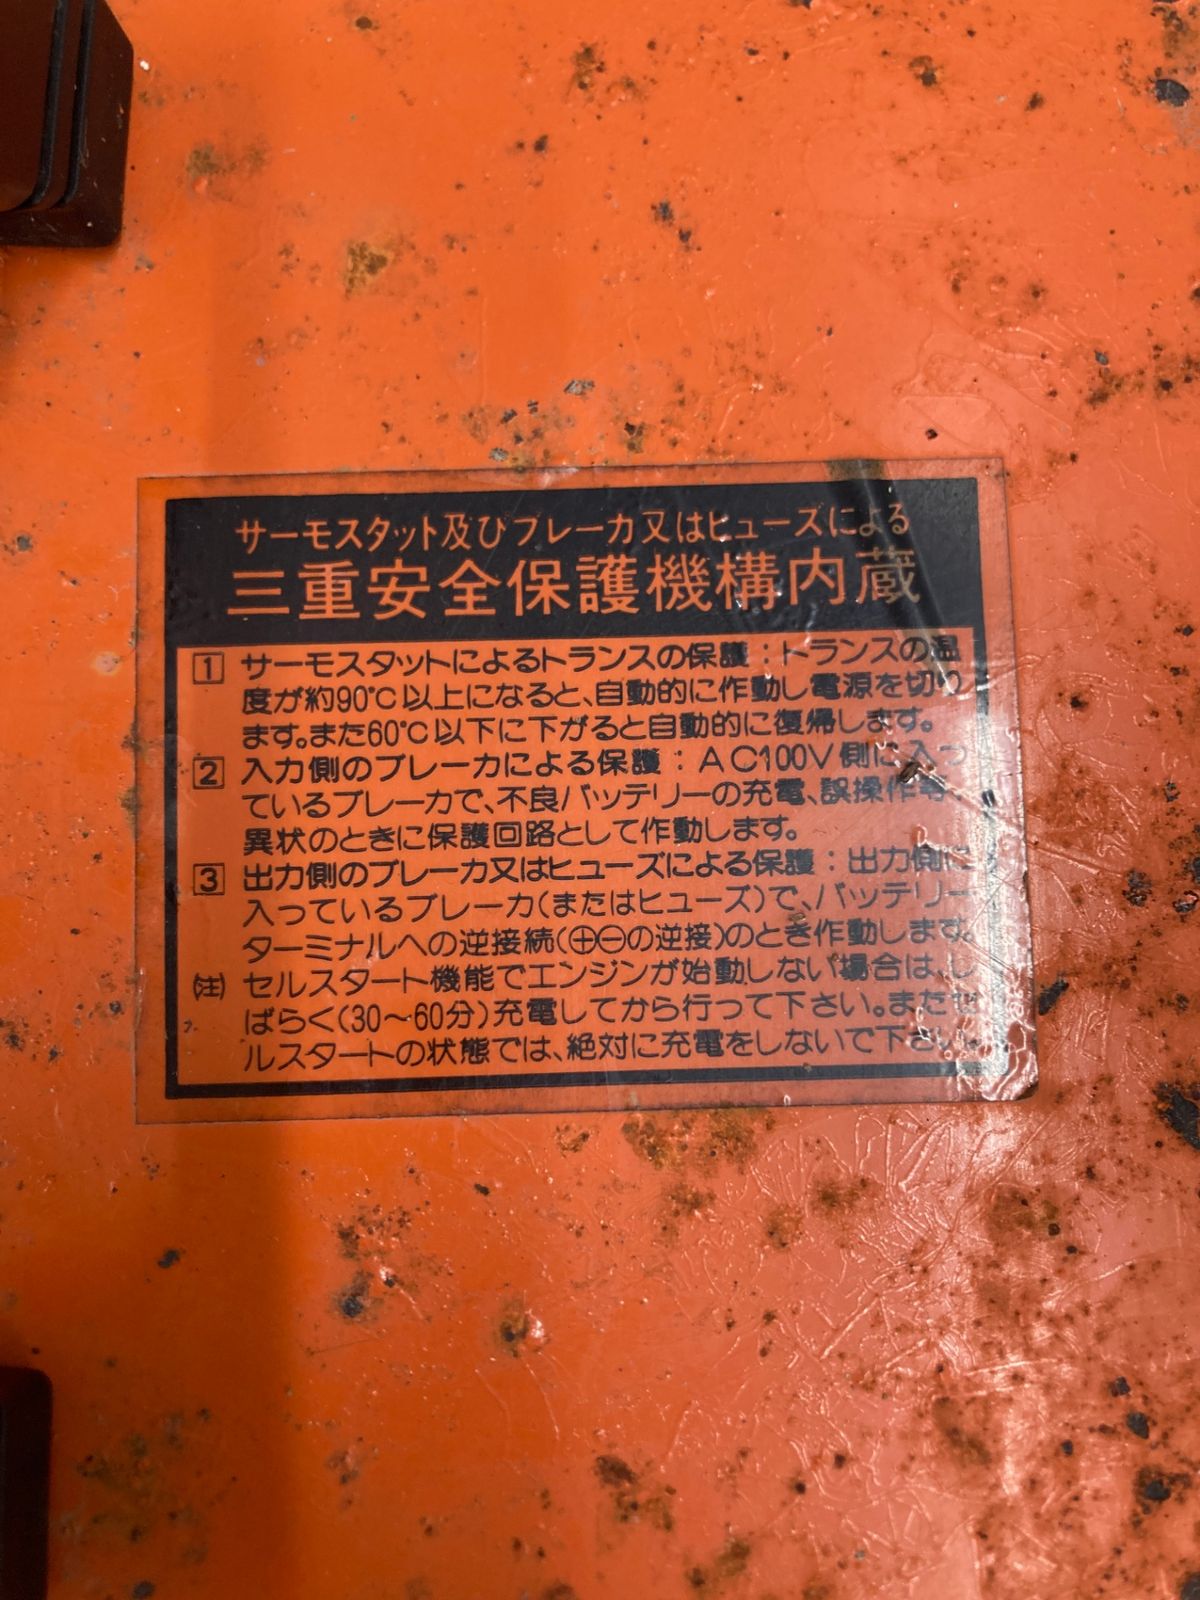 サーモスタット及びブレーカ又はヒューズによる
三重安全保護機構内蔵
1 サーモスタットによるトランスの保護：トランスの温
度が約90℃以上になると、自動的に作動し電源を切り
ます。また60℃以下に下がると自動的に復帰します。
2 入力側のブレーカによる保護：AC100V側に入っ
ているブレーカで、不良バッテリーの充電、誤操作等、
異状のときに保護回路として作動します。
3 出力側のブレーカ又はヒューズによる保護：出力側に
入っているブレーカ(またはヒューズ)で、バッテリー
ターミナルへの逆接続(⊕⊖の逆接)のとき作動します。
(注) セルスタート機能でエンジンが始動しない場合は、し
ばらく(30〜60分)充電してから行って下さい。またセ
ルスタートの状態では、絶対に充電をしないで下さい。